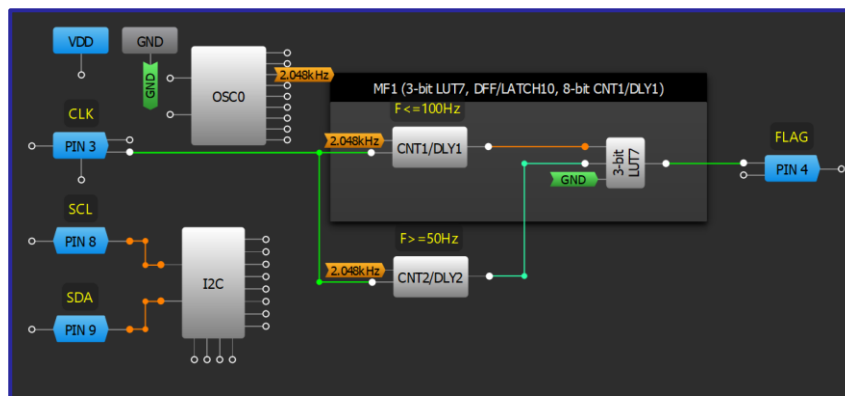 VDD
GND
GND
OSC0
2.048kHz
MF1 (3-bit LUT7, DFF/LATCH10, 8-bit CNT1/DLY1)
F<=100Hz
CLK
PIN 3
2.048kHz
CNT1/DLY1
3-bit
LUT7
GND
FLAG
PIN 4
SCL
PIN 8
I2C
F>=50Hz
2.048kHz
CNT2/DLY2
SDA
PIN 9